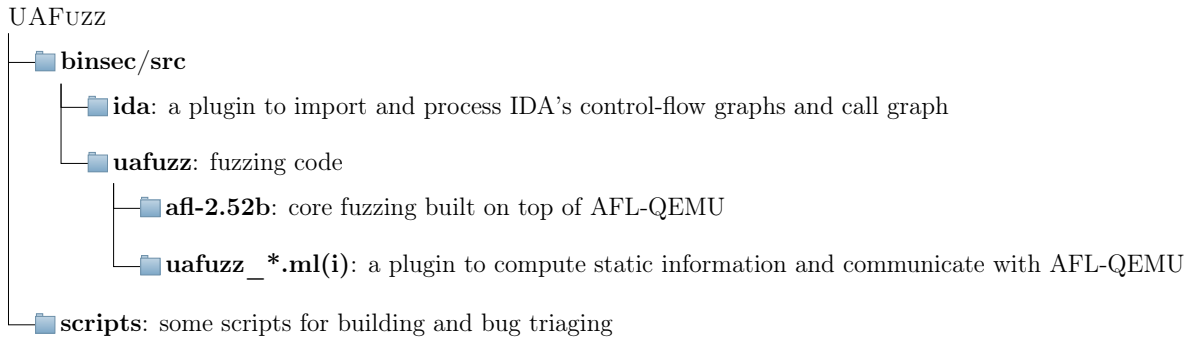 UAFUZZ
binsec/src
ida: a plugin to import and process IDA's control-flow graphs and call graph
uafuzz: fuzzing code
afl-2.52b: core fuzzing built on top of AFL-QEMU
uafuzz_*.ml(i): a plugin to compute static information and communicate with AFL-QEMU
scripts: some scripts for building and bug triaging